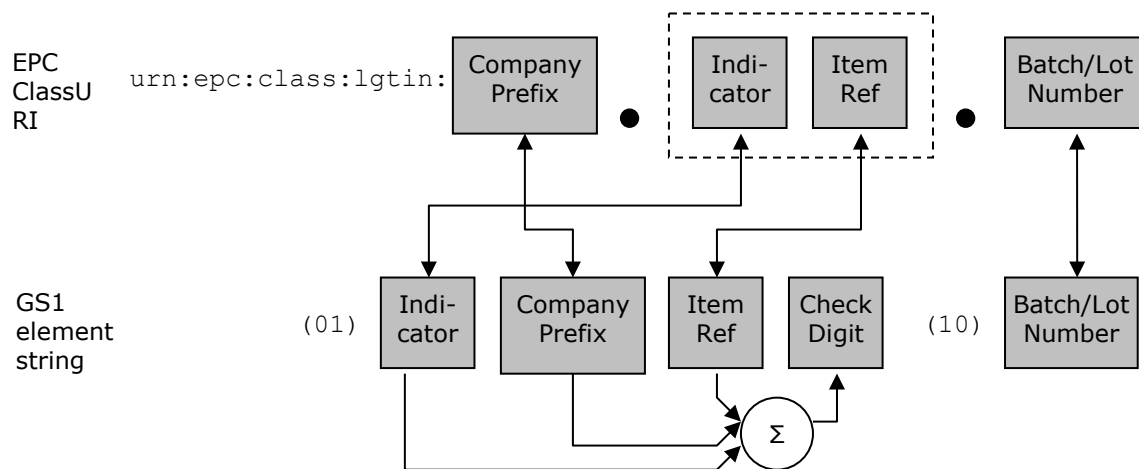 EPC
ClassU
RI
urn:epc:class:lgtin:
Company
Prefix
Indi-
cator
Item
Ref
Batch/Lot
Number
GS1
element
string
(01)
Indi-
cator
Company
Prefix
Item
Ref
Check
Digit
(10)
Batch/Lot
Number
Σ